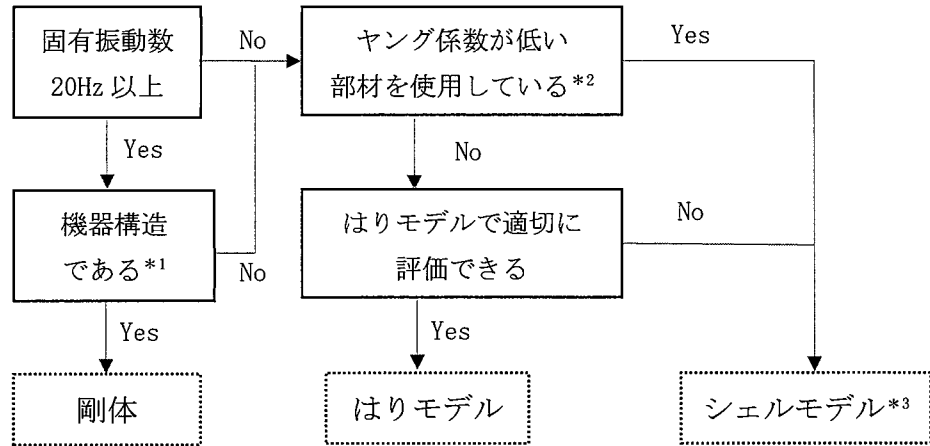 固有振動数
20Hz 以上
No
ヤング係数が低い
部材を使用している*2
Yes
Yes
No
機器構造
である*1
No
はりモデルで適切に
評価できる
No
Yes
Yes
剛体
はりモデル
シェルモデル*3